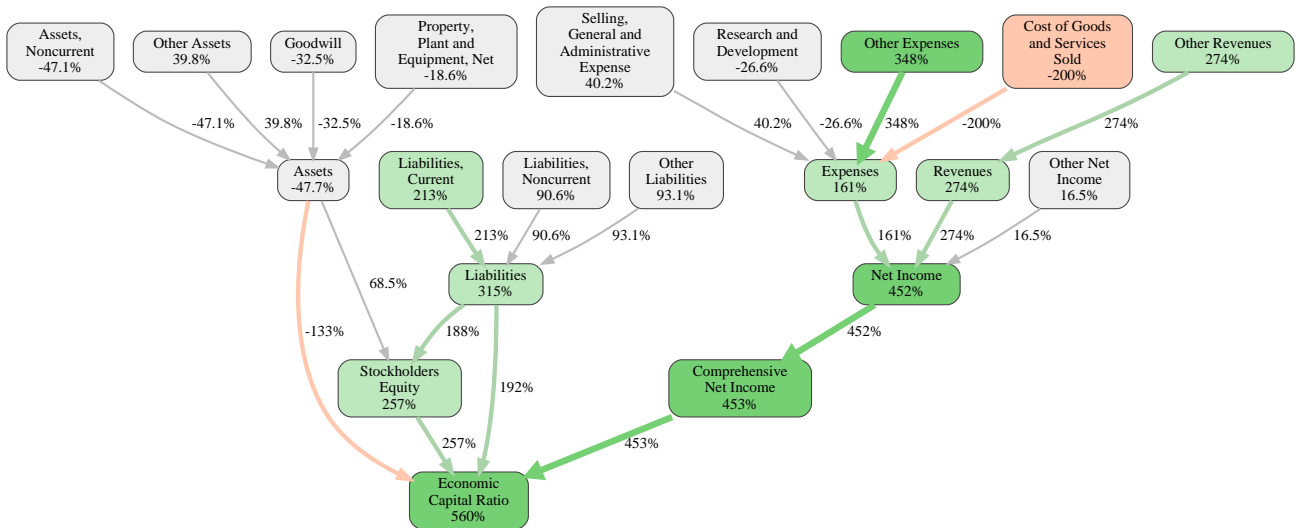 Assets,
Noncurrent
-47.1%
Other Assets
39.8%
Goodwill
-32.5%
Property,
Plant and
Equipment, Net
-18.6%
Selling,
General and
Administrative
Expense
40.2%
Research and
Development
-26.6%
Other Expenses
348%
Cost of Goods
and Services
Sold
-200%
Other Revenues
274%
-47.1%
39.8%
-32.5%
-18.6%
40.2%
-26.6%
348%
-200%
274%
Assets
-47.7%
Liabilities,
Current
213%
Liabilities,
Noncurrent
90.6%
Other
Liabilities
93.1%
Expenses
161%
Revenues
274%
Other Net
Income
16.5%
213%
90.6%
93.1%
161%
274%
16.5%
68.5%
Liabilities
315%
Net Income
452%
-133%
188%
192%
452%
Stockholders
Equity
257%
Comprehensive
Net Income
453%
257%
453%
Economic
Capital Ratio
560%